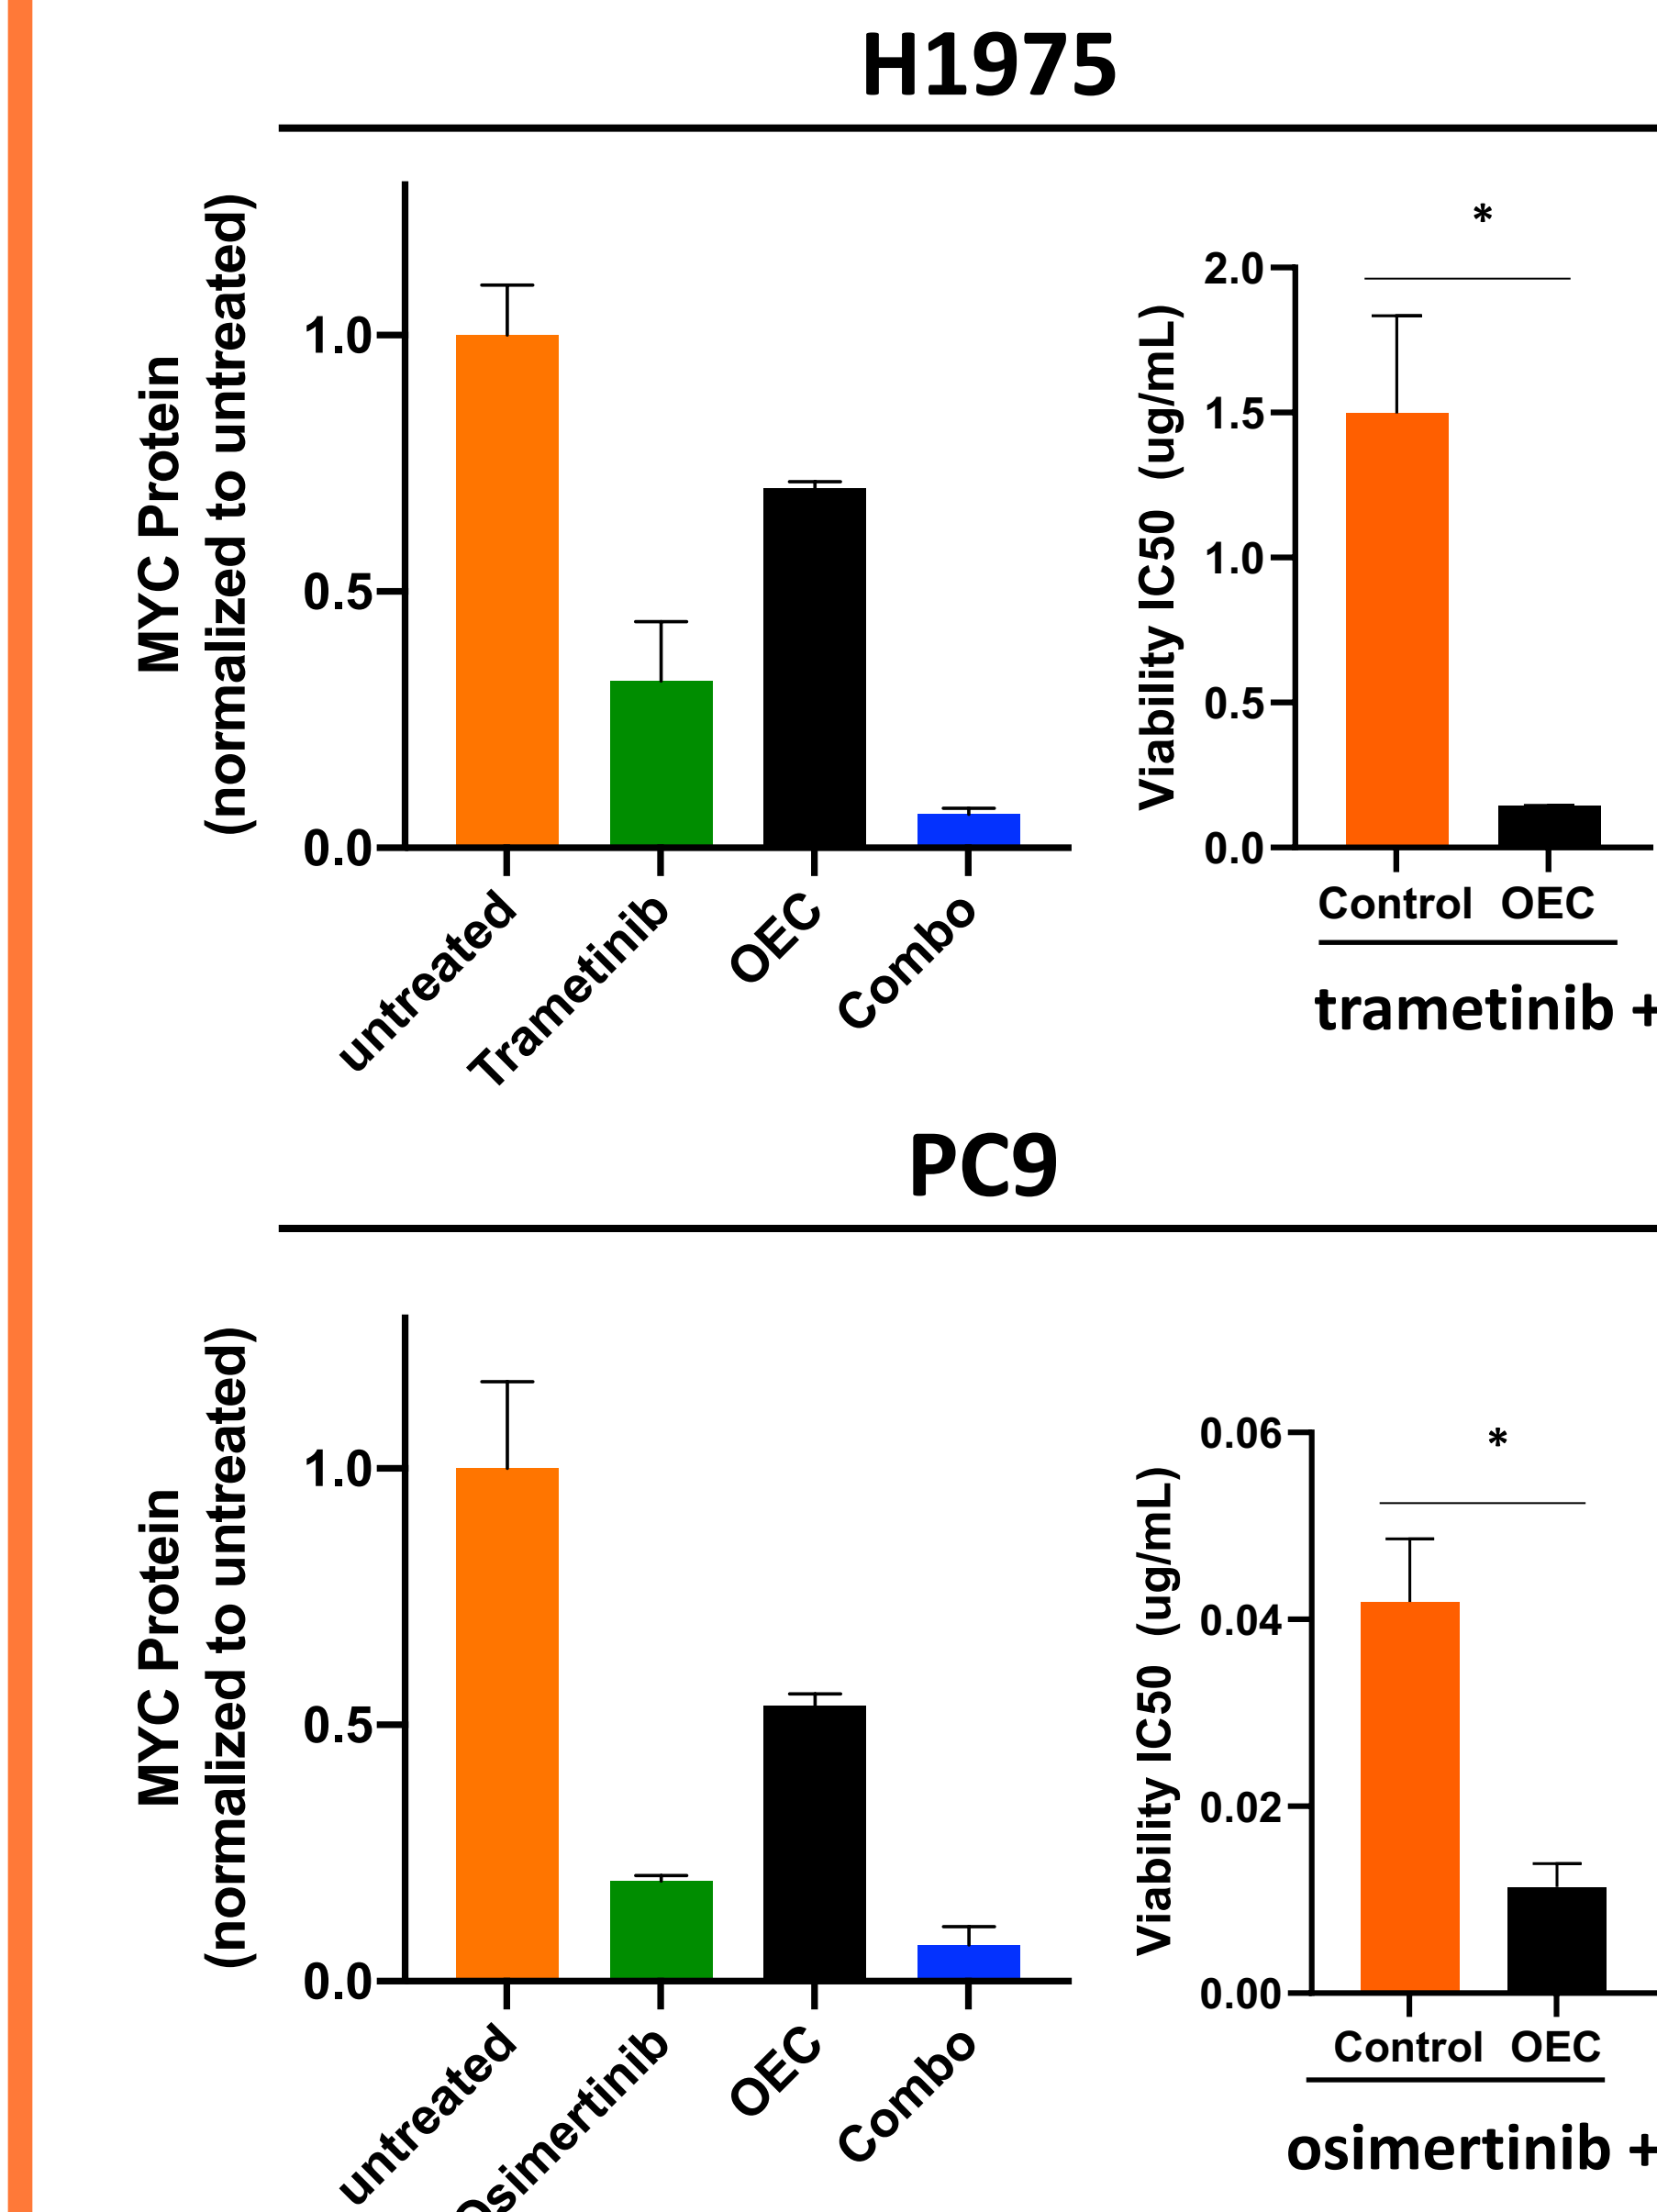 H1975
MYC Protein
(normalized to untreated)
1.0
0.5
0.0
untreated
Trametinib
OEC
Combo
*
Viability IC50 (ug/mL)
2.0
1.5
1.0
0.5
0.0
Control OEC
trametinib +
PC9
MYC Protein
(normalized to untreated)
1.0
0.5
0.0
untreated
Osimertinib
OEC
Combo
*
Viability IC50 (ug/mL)
0.06
0.04
0.02
0.00
Control OEC
osimertinib +